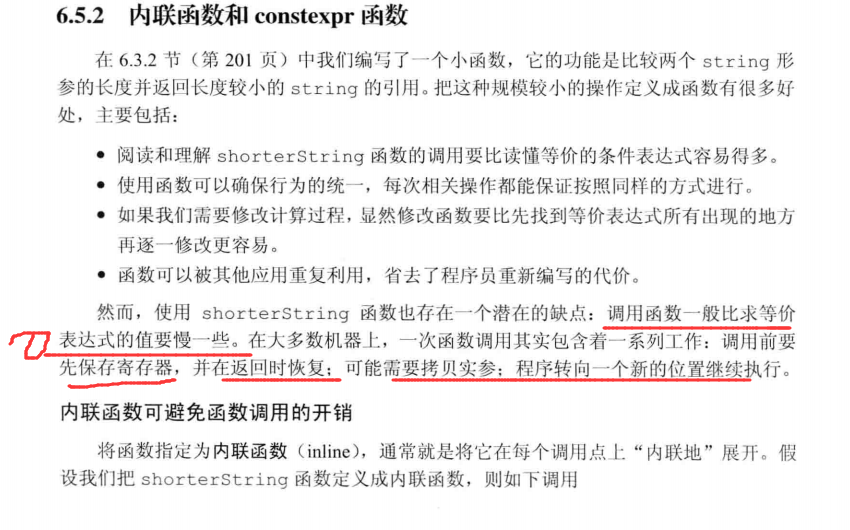 6.5.2 内联函数和 constexpr 函数
在 6.3.2 节（第 201 页）中我们编写了一个小函数，它的功能是比较两个 string 形
参的长度并返回长度较小的 string 的引用。把这种规模较小的操作定义成函数有很多好
处，主要包括：
● 阅读和理解 shorterString 函数的调用要比读懂等价的条件表达式容易得多。
● 使用函数可以确保行为的统一，每次相关操作都能保证按照同样的方式进行。
● 如果我们需要修改计算过程，显然修改函数要比先找到等价表达式所有出现的地方
再逐一修改更容易。
● 函数可以被其他应用重复利用，省去了程序员重新编写的代价。
然而，使用 shorterString 函数也存在一个潜在的缺点：调用函数一般比求等价
表达式的值要慢一些。在大多数机器上，一次函数调用其实包含着一系列工作：调用前要
先保存寄存器，并在返回时恢复；可能需要拷贝实参；程序转向一个新的位置继续执行。
内联函数可避免函数调用的开销
将函数指定为内联函数（inline），通常就是将它在每个调用点上“内联地”展开。假
设我们把 shorterString 函数定义成内联函数，则如下调用